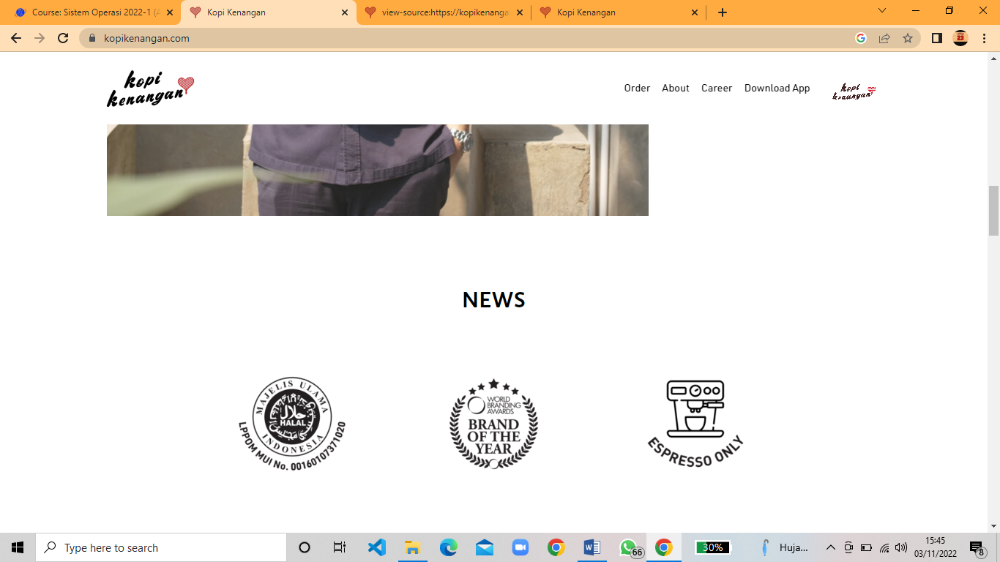 Course: Sistem Operasi 2022-1 (A
Kopi Kenangan
view-source:https://kopikenangan
Kopi Kenangan
kopikenangan.com
kopi
kenangan
Order
About
Career
Download App
kopi
kenangan
NEWS
MAJELIS ULAMA
حلال
HALAL
INDONESIA
LPPOM MUI No. 00160107371020
WORLD
BRANDING
AWARDS
BRAND
OF THE
YEAR
ESPRESSO ONLY
Type here to search
66
30%
Huja...
15:45
03/11/2022
8